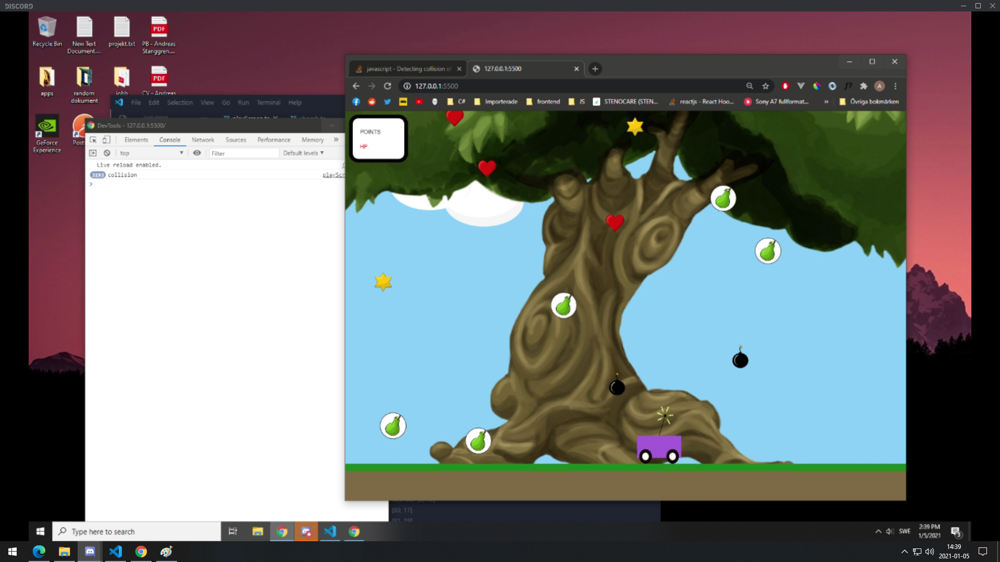 DISCORD
Recycle Bin
New Text
Document....
projekt.txt
PB - Andreas
Stanggren....
apps
random
dokument
jobb
CV - Andreas
GeForce
Experience
File Edit Selection View Go Run Terminal Help
DevTools - 127.0.0.1:5500/
Elements Console Network Sources Performance Memory »
top
Filter
Default levels
Live reload enabled.
3193 collision
playScr
javascript - Detecting collision of
127.0.0.1:5500
127.0.0.1:5500
f?
A
C#
Importerade
frontend
JS
STENOCARE (STEN...
reactjs - React Hoo...
Sony A7 fullformat...
»
Övriga bokmärken
POINTS:
HP:
[80, 17]
[81, 19]
Type here to search
SWE
2:39 PM
1/5/2021
3
14:39
2021-01-05